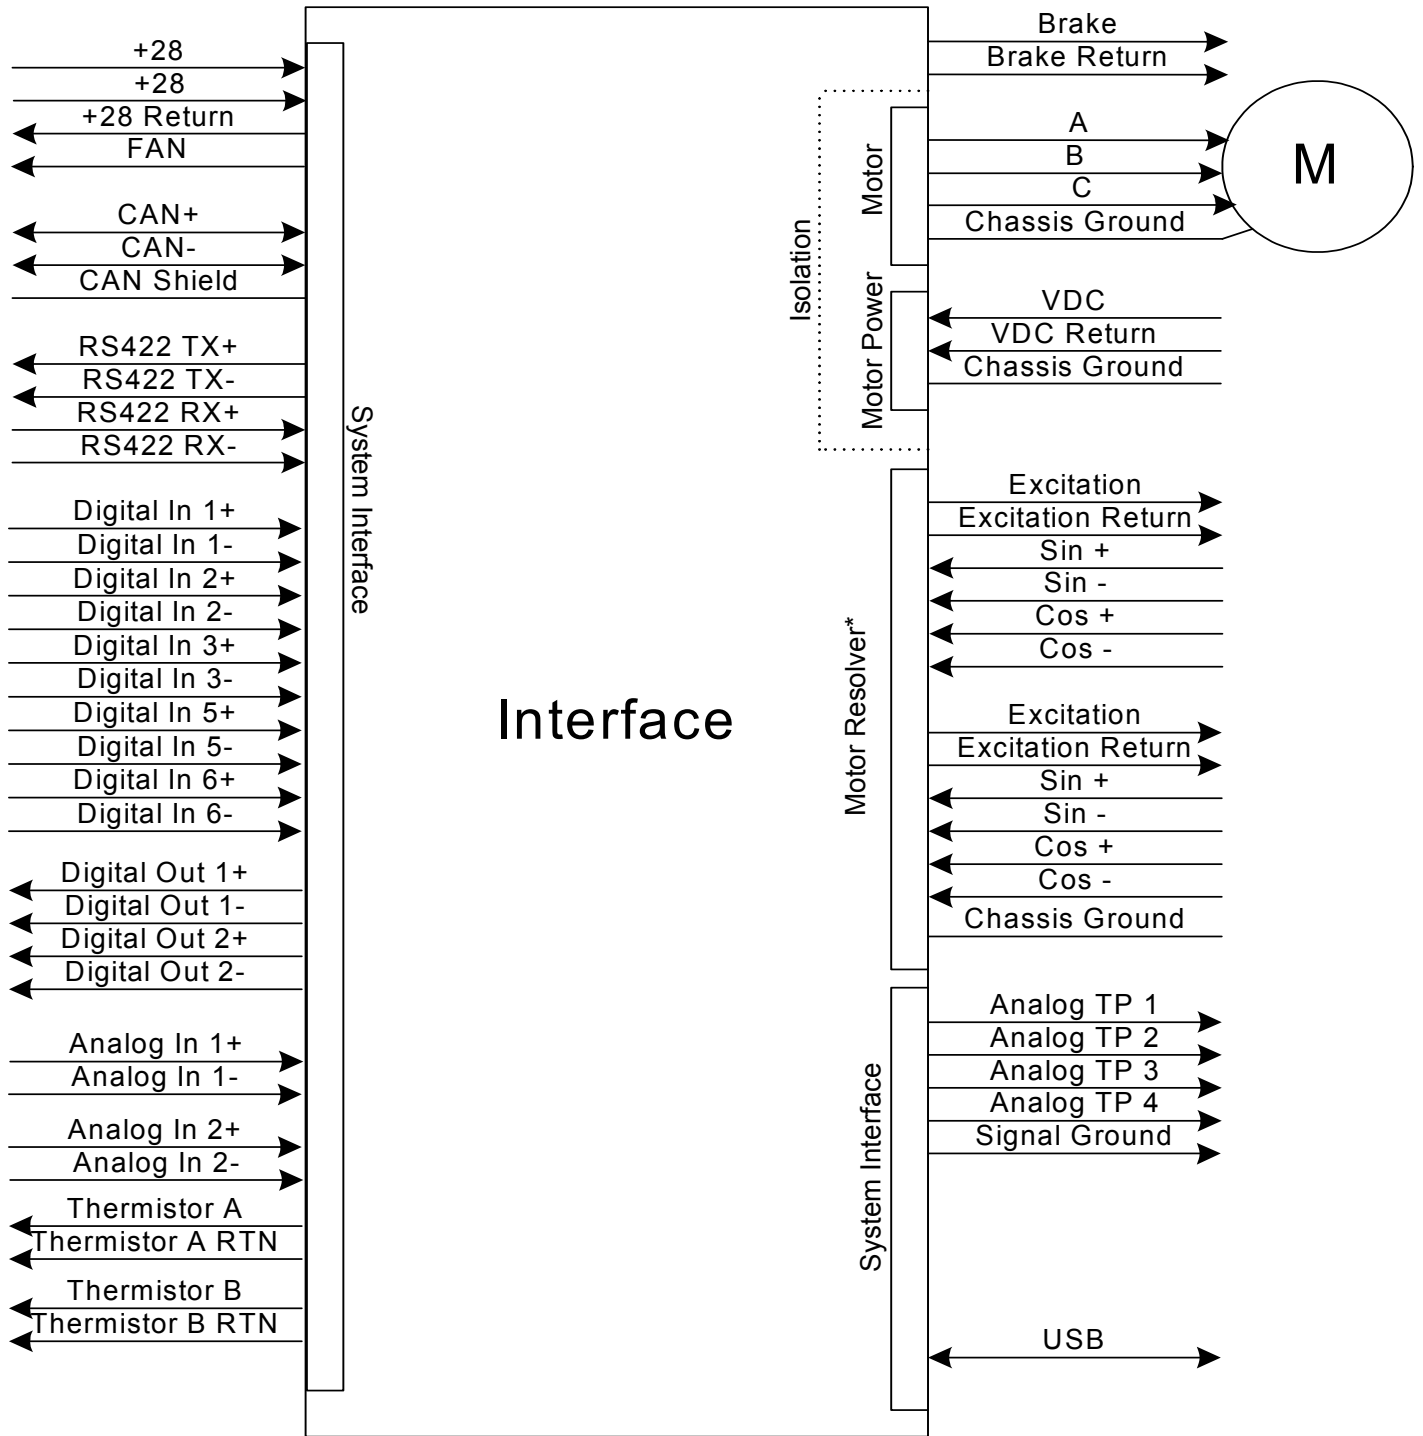 +28
+28
+28 Return
FAN
CAN+
CAN-
CAN Shield
RS422 TX+
RS422 TX-
RS422 RX+
RS422 RX-
Digital In 1+
Digital In 1-
Digital In 2+
Digital In 2-
Digital In 3+
Digital In 3-
Digital In 5+
Digital In 5-
Digital In 6+
Digital In 6-
Digital Out 1+
Digital Out 1-
Digital Out 2+
Digital Out 2-
Analog In 1+
Analog In 1-
Analog In 2+
Analog In 2-
Thermistor A
Thermistor A RTN
Thermistor B
Thermistor B RTN
System Interface
Interface
Isolation
Motor
Motor Power
Motor Resolver*
System Interface
Brake
Brake Return
A
B
C
Chassis Ground
M
VDC
VDC Return
Chassis Ground
Excitation
Excitation Return
Sin +
Sin -
Cos +
Cos -
Excitation
Excitation Return
Sin +
Sin -
Cos +
Cos -
Chassis Ground
Analog TP 1
Analog TP 2
Analog TP 3
Analog TP 4
Signal Ground
USB